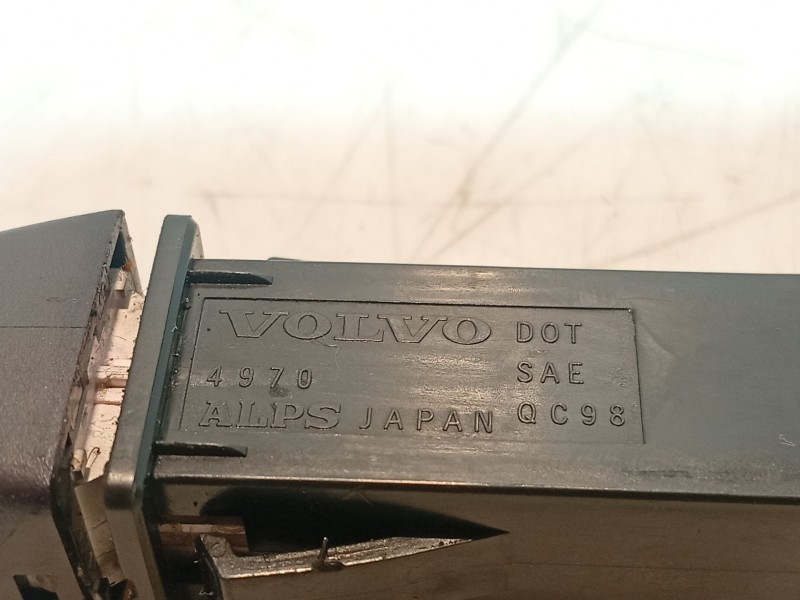 VOLVO DOT
4970 SAE
ALPS JAPAN QC98